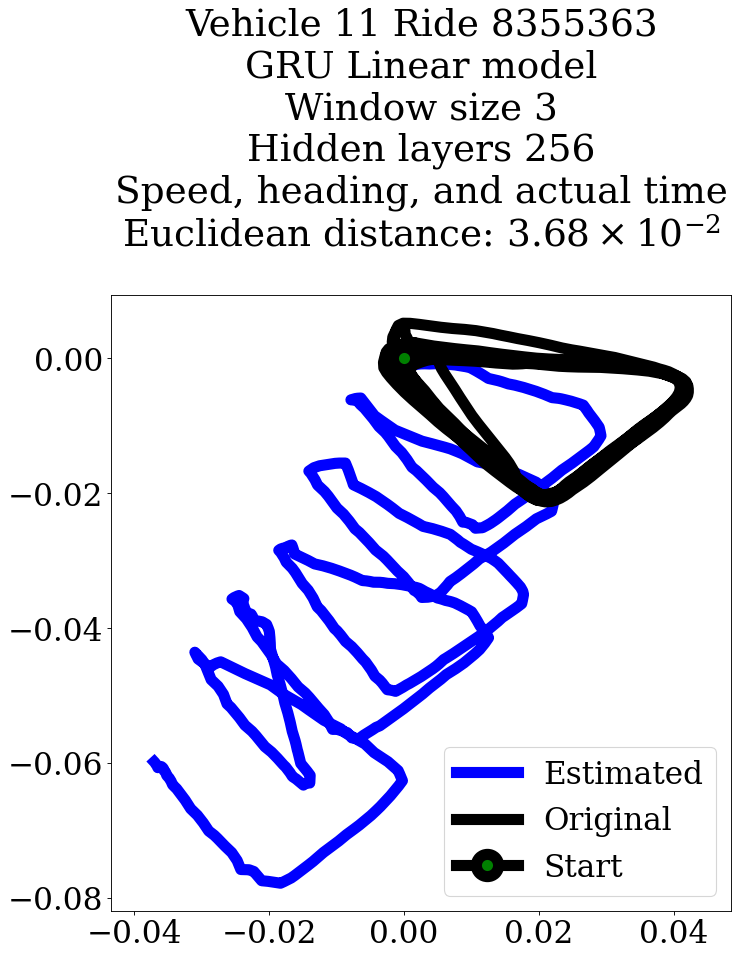 Vehicle 11 Ride 8355363
GRU Linear model
Window size 3
Hidden layers 256
Speed, heading, and actual time
Euclidean distance: 3.68 × 10⁻²
0.00
−0.02
−0.04
−0.06
−0.08
Estimated
Original
Start
−0.04 −0.02 0.00 0.02 0.04